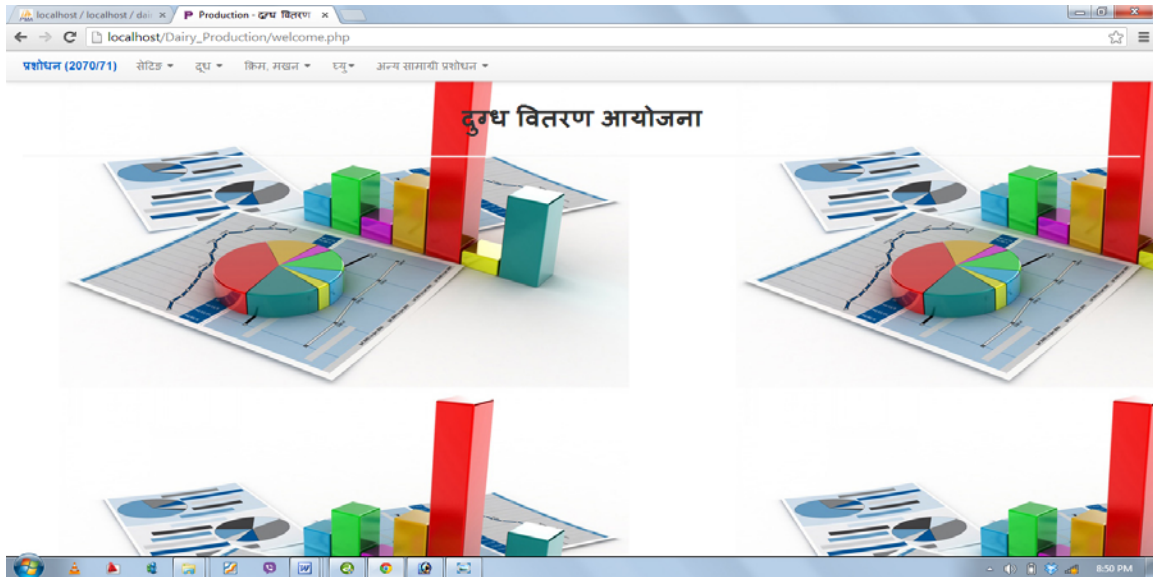 localhost / localhost / dai
Production - दुग्ध वितरण
localhost/Dairy_Production/welcome.php
प्रशोधन (2070/71) सेटिङ दूध क्रिम, मखन घ्यु अन्य सामाग्री प्रशोधन
दुग्ध वितरण आयोजना
8:50 PM